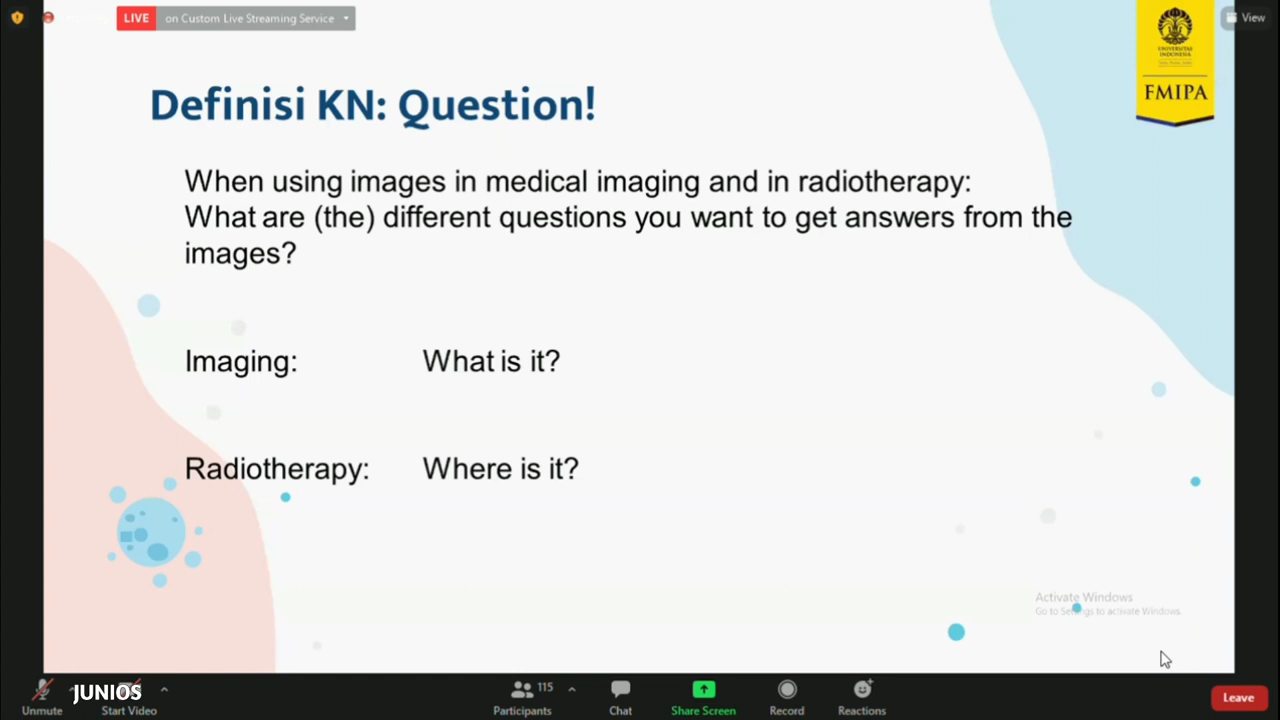 LIVE on Custom Live Streaming Service
View
UNIVERSITAS
INDONESIA
FMIPA
Definisi KN: Question!
When using images in medical imaging and in radiotherapy:
What are (the) different questions you want to get answers from the
images?
Imaging: What is it?
Radiotherapy: Where is it?
Activate Windows
Go to Settings to activate Windows.
JUNIOS
Unmute
Start Video
115
Participants
Chat
Share Screen
Record
Reactions
Leave